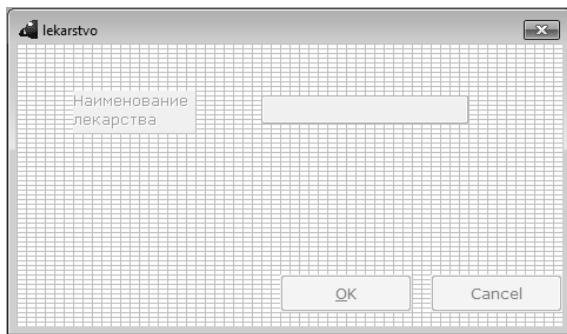 lekarstvo
Наименование
лекарства
OK
Cancel